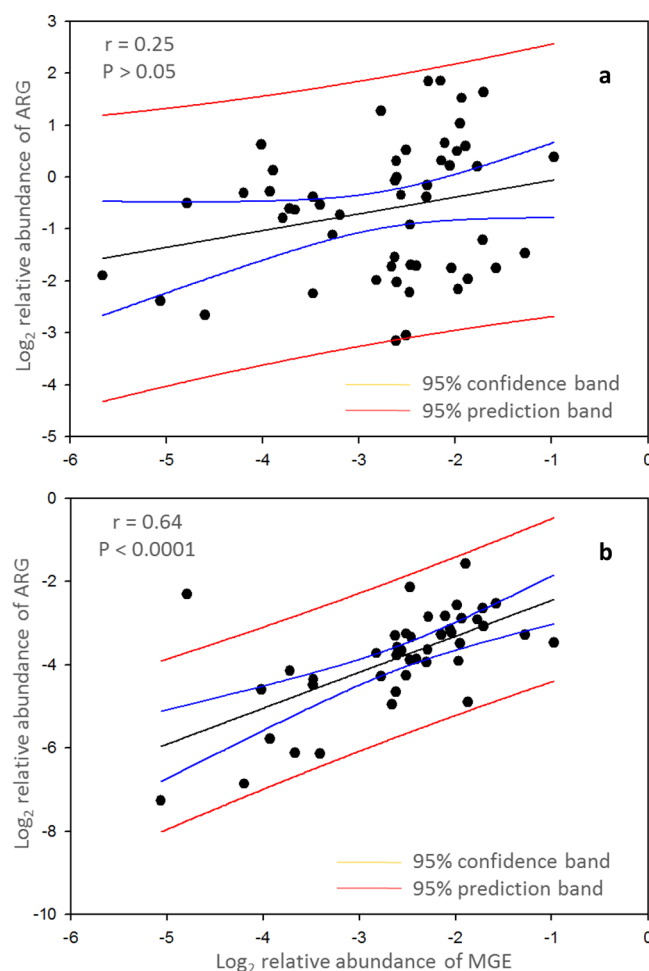 3
r = 0.25
P > 0.05
a
2
1
0
-1
-2
-3
-4
-5
Log2 relative abundance of ARG
95% confidence band
95% prediction band
-6 -5 -4 -3 -2 -1 0
0
r = 0.64
P < 0.0001
b
-2
-4
-6
-8
-10
Log2 relative abundance of ARG
95% confidence band
95% prediction band
-6 -5 -4 -3 -2 -1 0
Log2 relative abundance of MGE